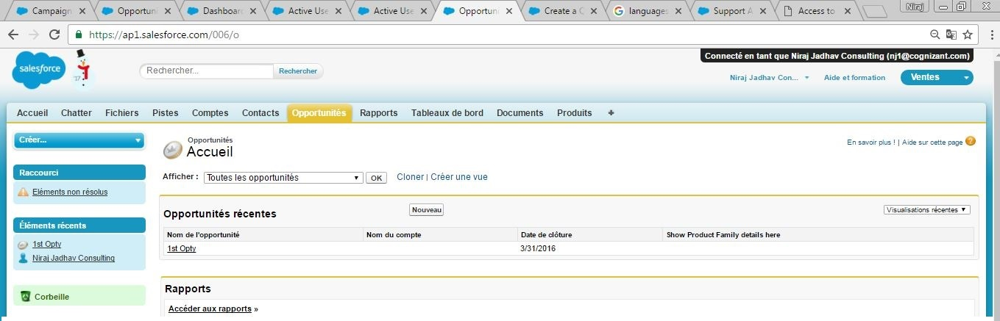 Campaign Opportuni Dashboard Active Use Active Use Opportuni Create a Q languages Support A Access to Niraj
https://ap1.salesforce.com/006/o
Connecté en tant que Niraj Jadhav Consulting (nj1@cognizant.com)
salesforce '17 Rechercher... Rechercher Niraj Jadhav Con... Aide et formation Ventes
Accueil Chatter Fichiers Pistes Comptes Contacts Opportunités Rapports Tableaux de bord Documents Produits +
Créer...
Raccourci
Eléments non résolus
Éléments récents
1st Opty
Niraj Jadhav Consulting
Corbeille
Opportunités
Accueil
En savoir plus ! | Aide sur cette page ?
Afficher : Toutes les opportunités OK Cloner | Créer une vue
Opportunités récentes Nouveau Visualisations récentes
Nom de l'opportunité Nom du compte Date de clôture Show Product Family details here
1st Opty 3/31/2016
Rapports
Accéder aux rapports »